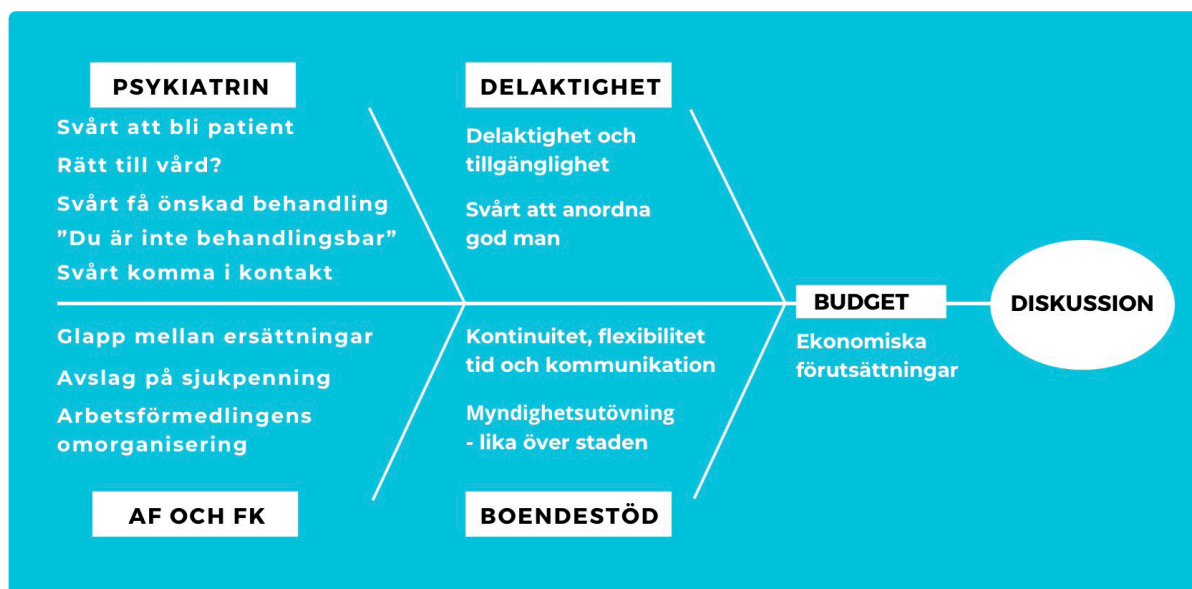 PSYKIATRIN
Svårt att bli patient
Rätt till vård?
Svårt få önskad behandling
”Du är inte behandlingsbar”
Svårt komma i kontakt
DELAKTIGHET
Delaktighet och
tillgänglighet
Svårt att anordna
god man
BUDGET
Ekonomiska
förutsättningar
DISKUSSION
Glapp mellan ersättningar
Avslag på sjukpenning
Arbetsförmedlingens
omorganisering
AF OCH FK
Kontinuitet, flexibilitet
tid och kommunikation
Myndighetsutövning
- lika över staden
BOENDESTÖD